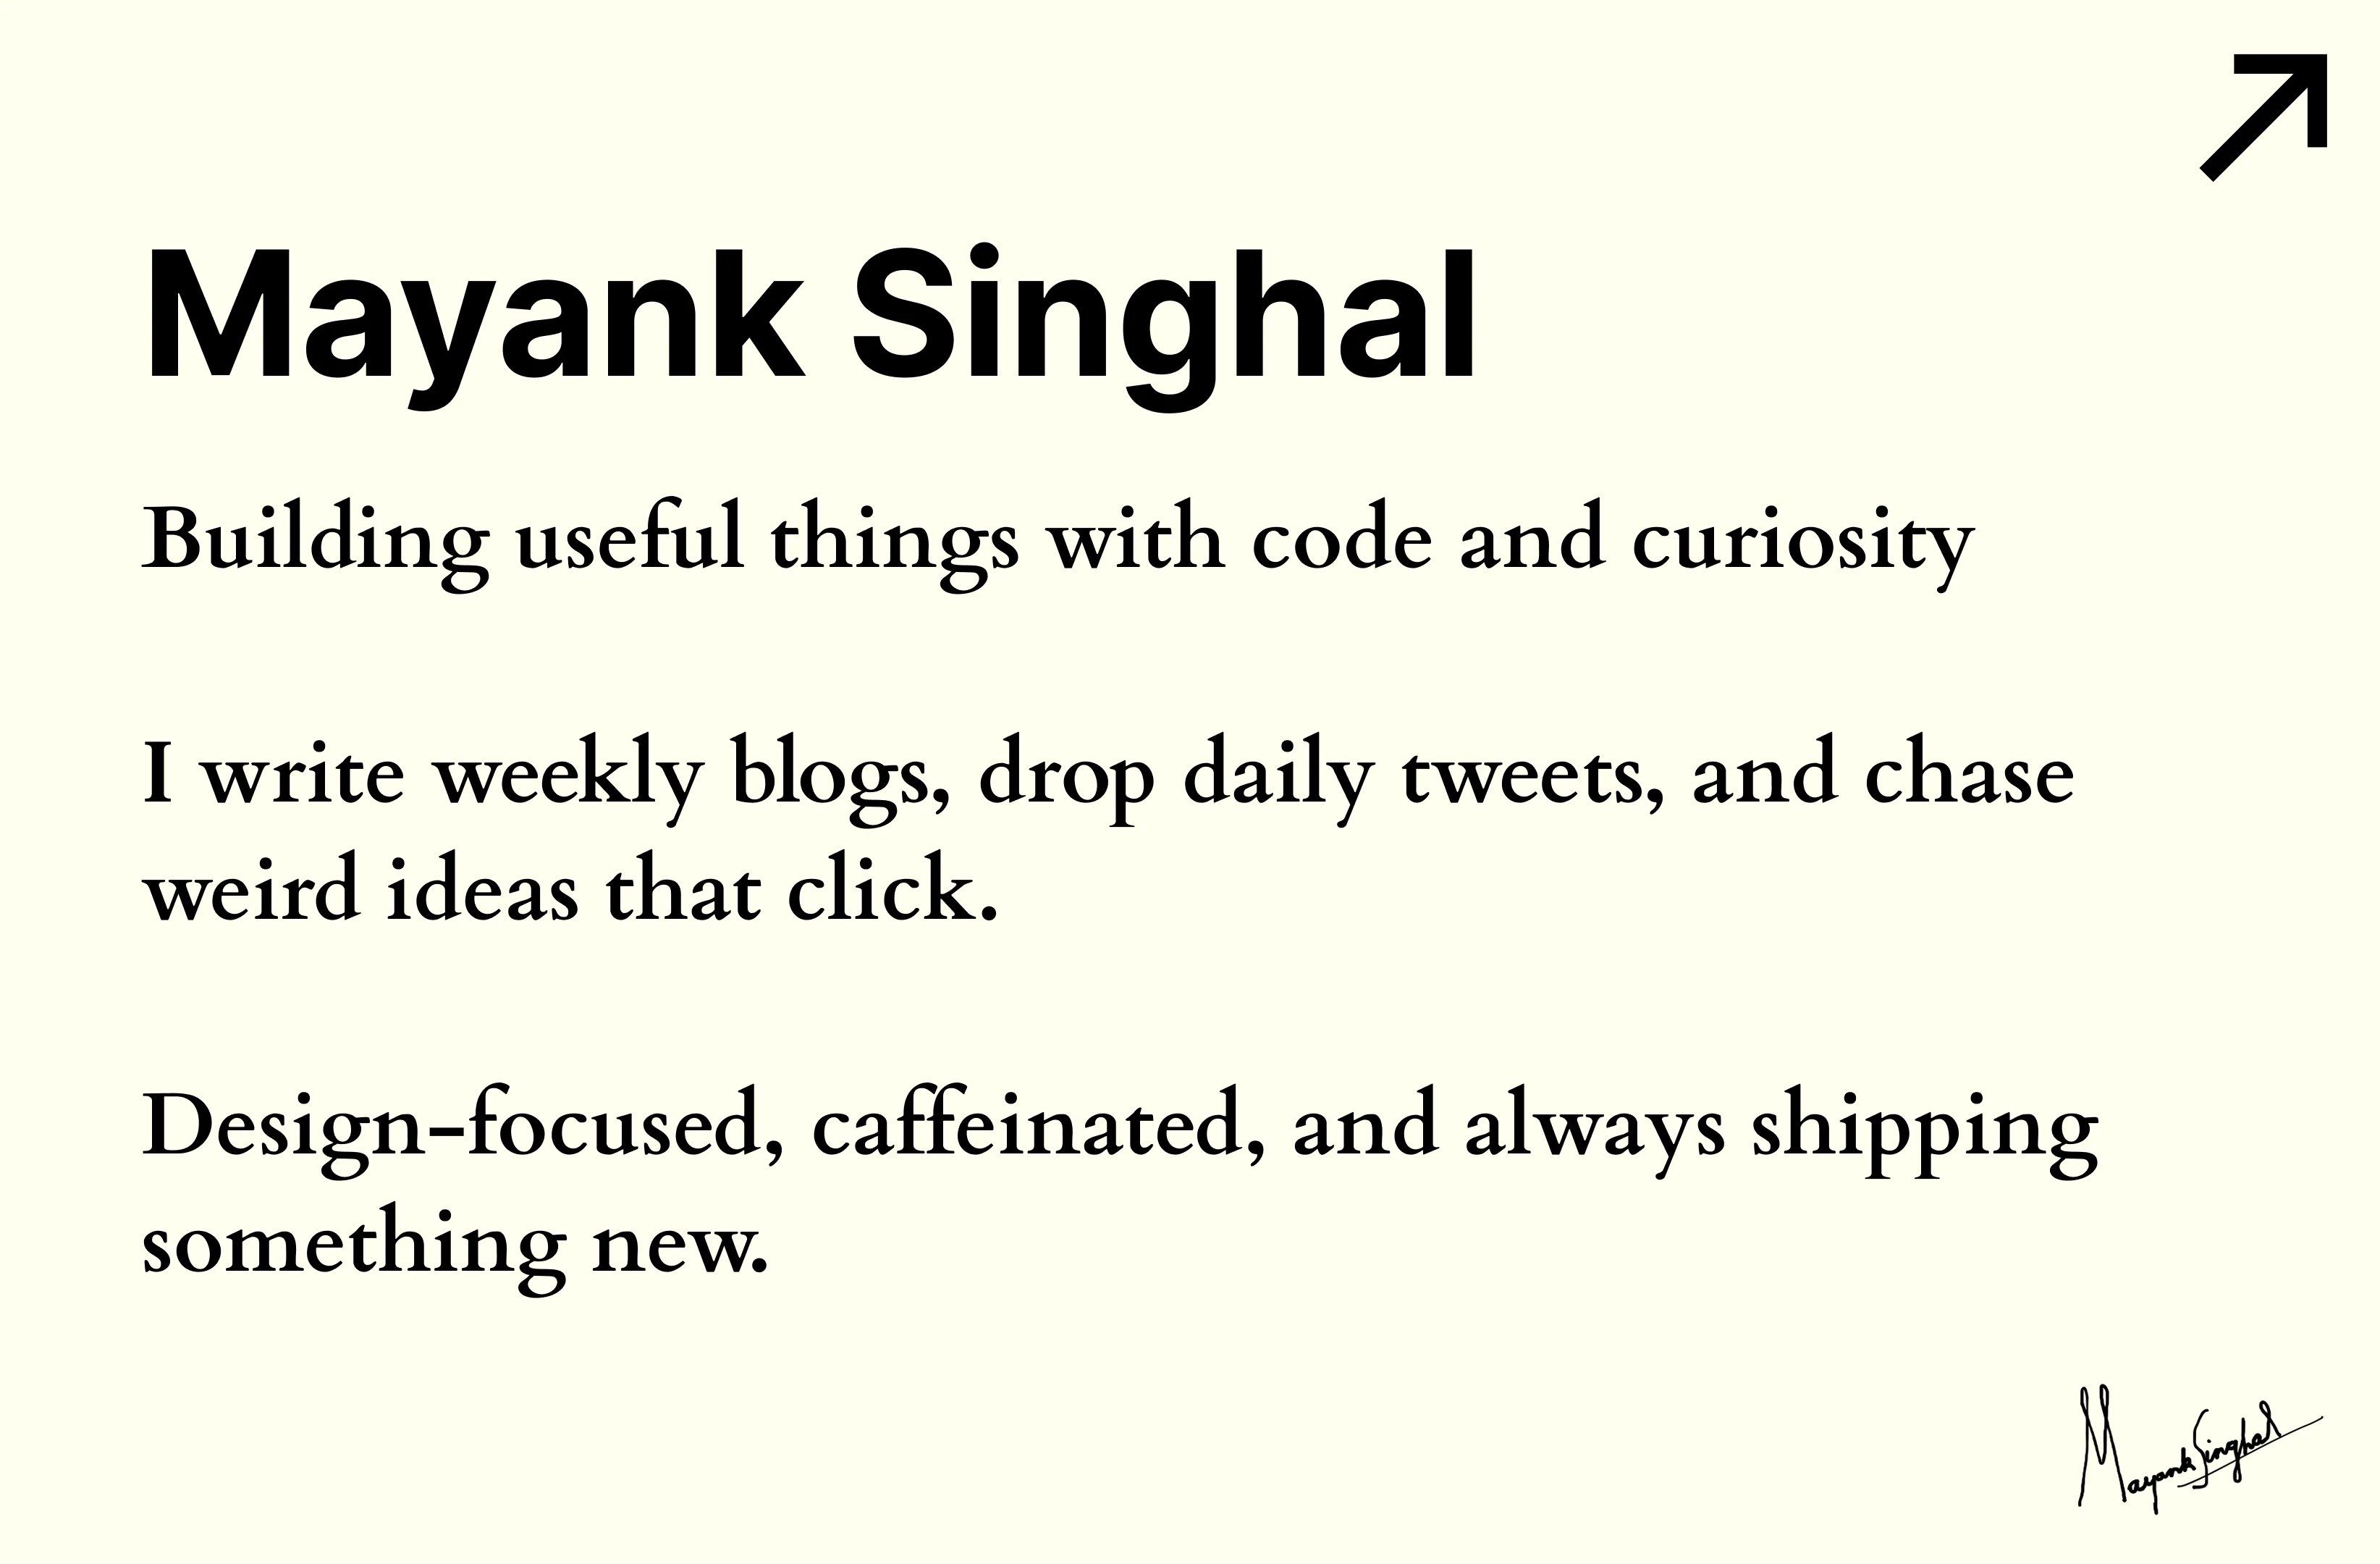 Mayank Singhal
Building useful things with code and curiosity
I write weekly blogs, drop daily tweets, and chase
weird ideas that click.
Design-focused, caffeinated, and always shipping
something new.
Mayank Singhal